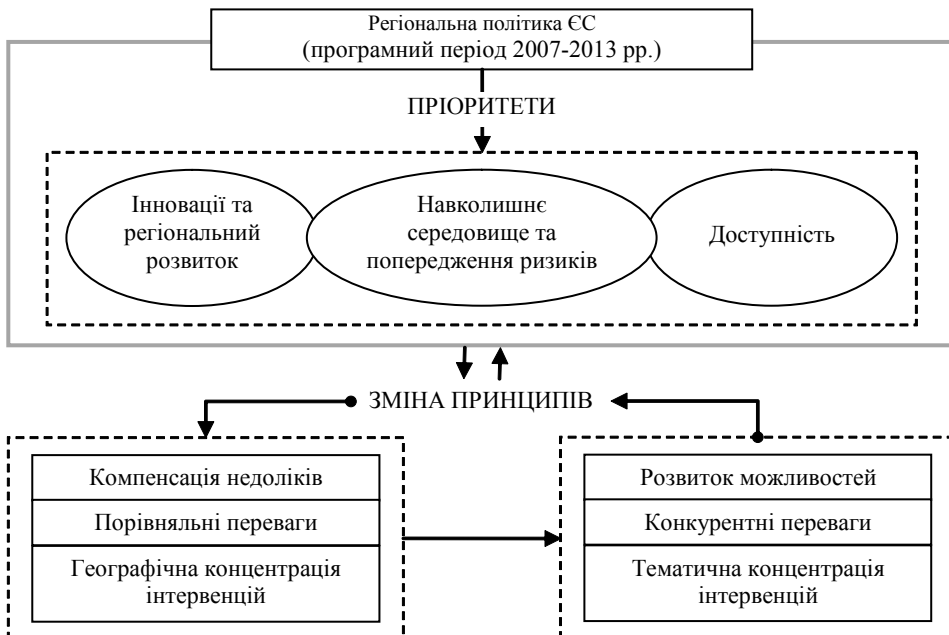 Регіональна політика ЄС
(програмний період 2007-2013 рр.)
ПРІОРИТЕТИ
Інновації та
регіональний
розвиток
Навколишнє
середовище та
попередження ризиків
Доступність
ЗМІНА ПРИНЦИПІВ
Компенсація недоліків
Порівняльні переваги
Географічна концентрація
інтервенцій
Розвиток можливостей
Конкурентні переваги
Тематична концентрація
інтервенцій